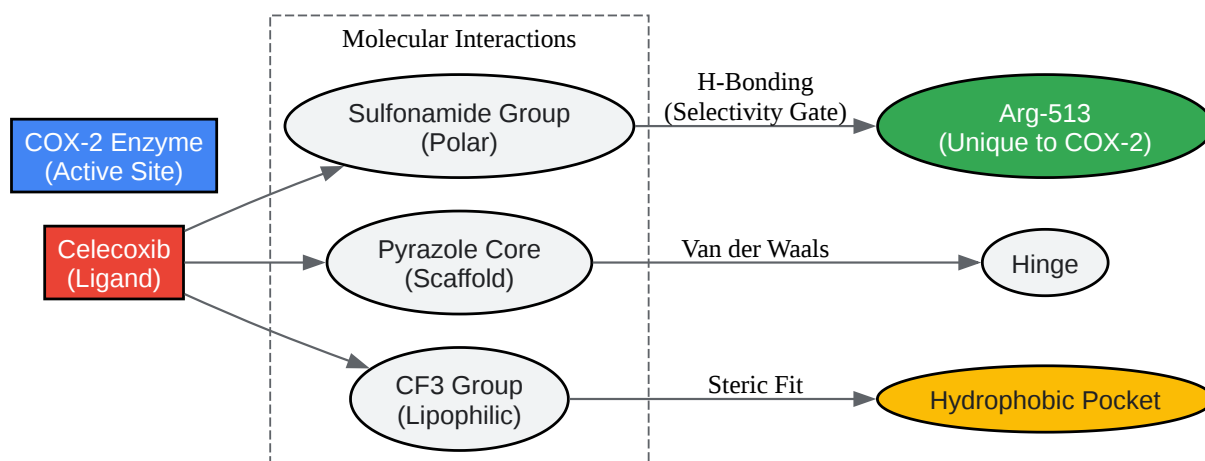 Molecular Interactions
COX-2 Enzyme
(Active Site)
Celecoxib
(Ligand)
Sulfonamide Group
(Polar)
H-Bonding
(Selectivity Gate)
Arg-513
(Unique to COX-2)
Pyrazole Core
(Scaffold)
Van der Waals
Hinge
CF3 Group
(Lipophilic)
Steric Fit
Hydrophobic Pocket